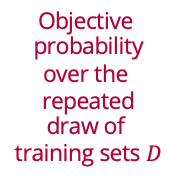 Objective
probability
over the
repeated
draw of
training sets D